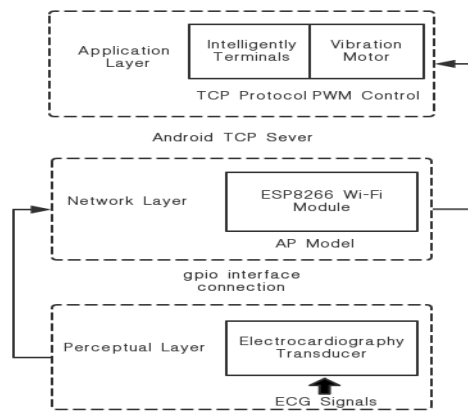 Application Layer
Intelligently Terminals
Vibration Motor
TCP Protocol PWM Control
Android TCP Sever
Network Layer
ESP8266 Wi-Fi Module
AP Model
gpio interface connection
Perceptual Layer
Electrocardiography Transducer
ECG Signals